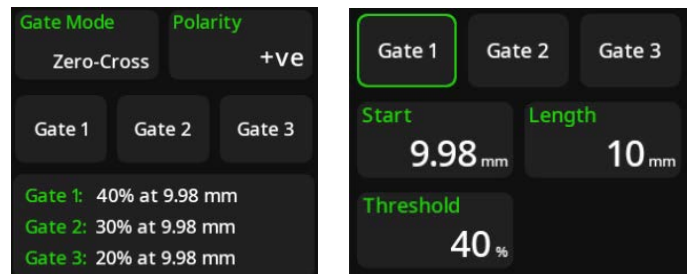 Gate Mode Polarity
Zero-Cross +ve
Gate 1 Gate 2 Gate 3
Gate 1: 40% at 9.98 mm
Gate 2: 30% at 9.98 mm
Gate 3: 20% at 9.98 mm
Gate 1 Gate 2 Gate 3
Start Length
9.98 mm 10 mm
Threshold
40 %